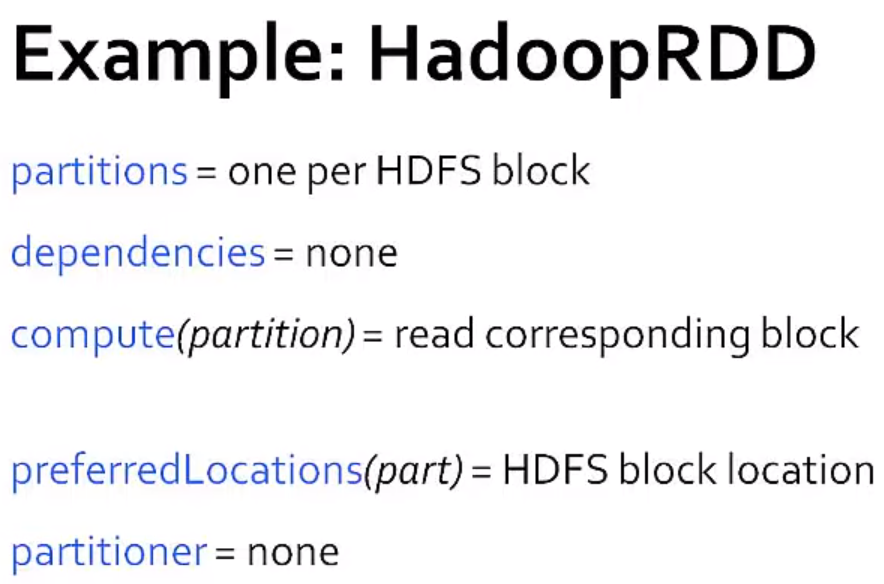 Example: HadoopRDD
partitions = one per HDFS block
dependencies = none
compute(partition) = read corresponding block
preferredLocations(part) = HDFS block location
partitioner = none